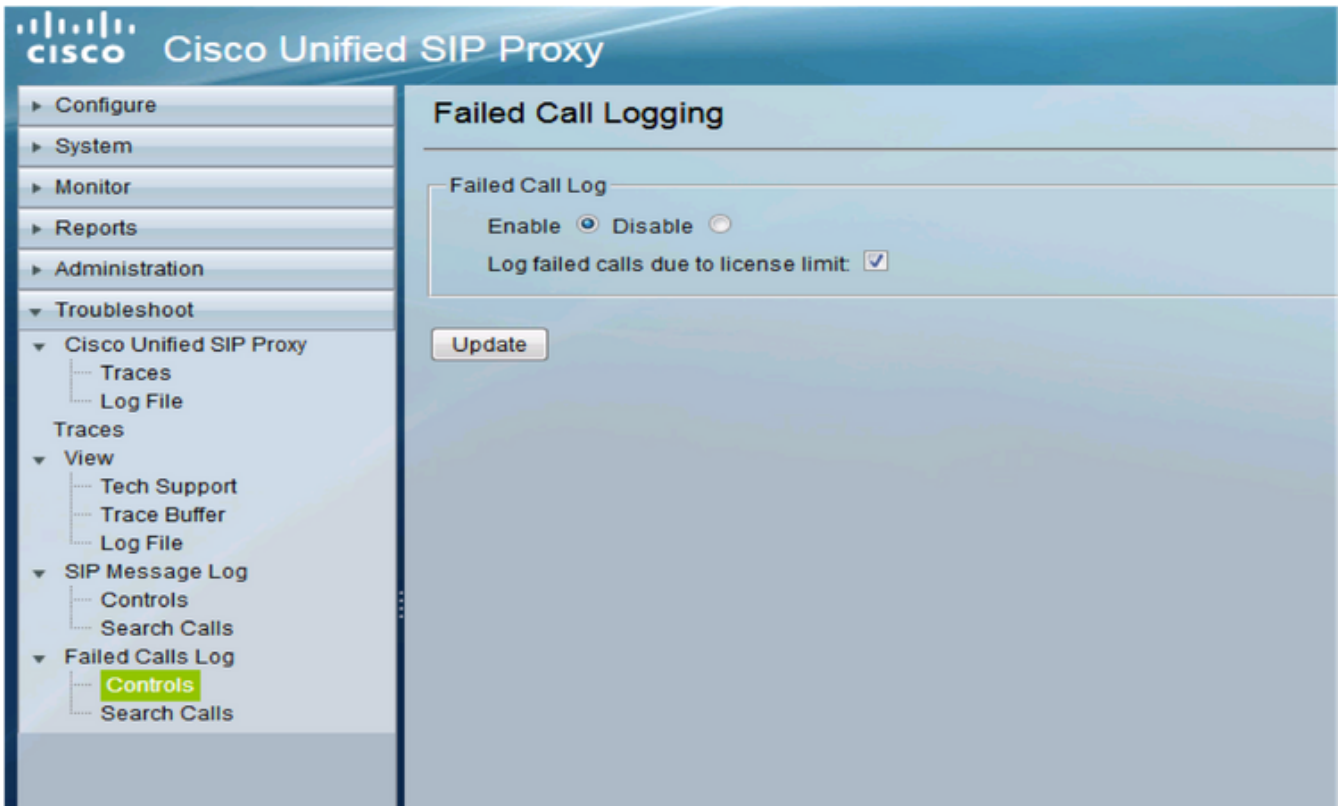 CISCO Cisco Unified SIP Proxy
Configure
System
Monitor
Reports
Administration
Troubleshoot
Cisco Unified SIP Proxy
Traces
Log File
Traces
View
Tech Support
Trace Buffer
Log File
SIP Message Log
Controls
Search Calls
Failed Calls Log
Controls
Search Calls
Failed Call Logging
Failed Call Log
Enable Disable
Log failed calls due to license limit:
Update